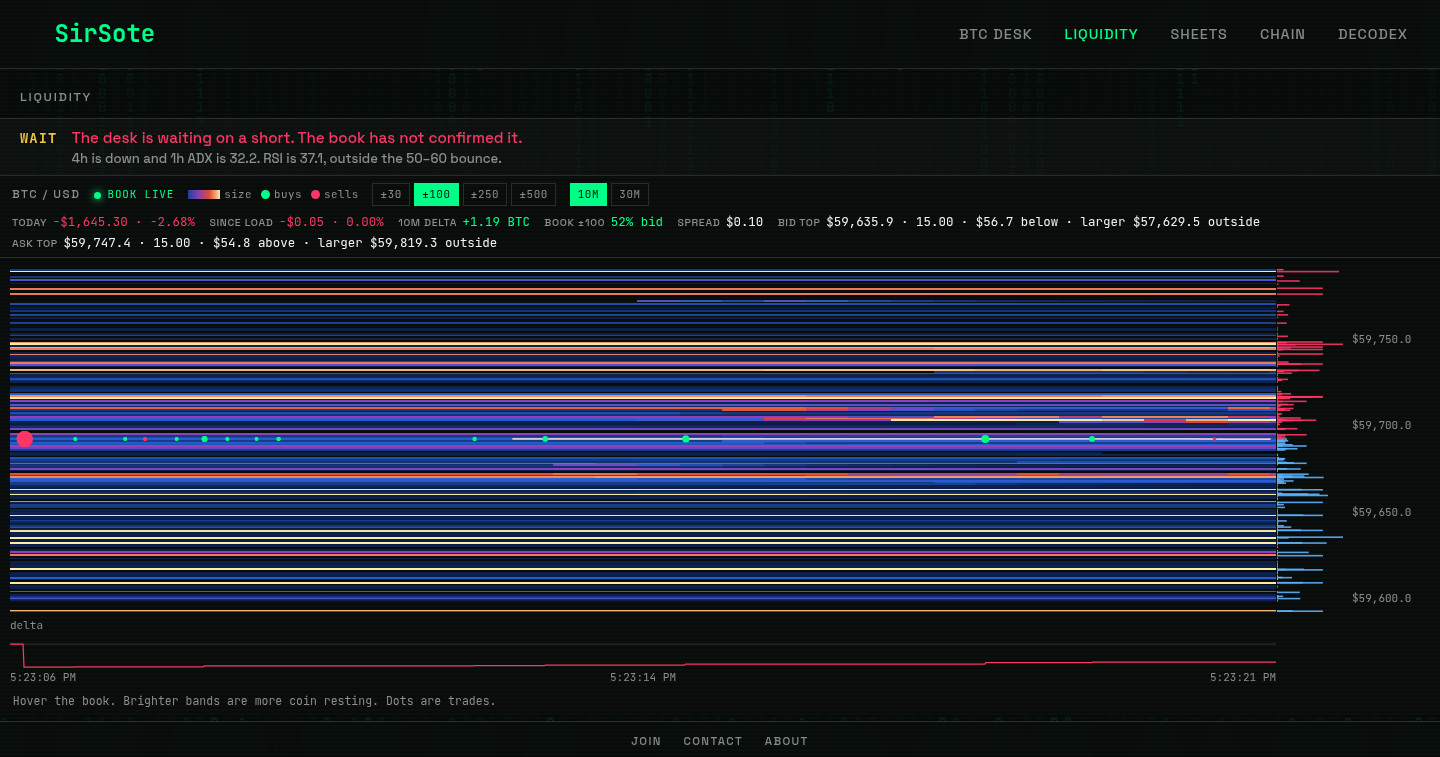 SirSote
BTC DESK LIQUIDITY SHEETS CHAIN DECODEX
LIQUIDITY
WAIT The desk is waiting on a short. The book has not confirmed it.
4h is down and 1h ADX is 32.2. RSI is 37.1, outside the 50–60 bounce.
BTC / USD BOOK LIVE size buys sells ±30 ±100 ±250 ±500 10M 30M
TODAY -$1,645.30 · -2.68% SINCE LOAD -$0.05 · 0.00% 10M DELTA +1.19 BTC BOOK ±100 52% bid SPREAD $0.10 BID TOP $59,635.9 · 15.00 · $56.7 below · larger $57,629.5 outside
ASK TOP $59,747.4 · 15.00 · $54.8 above · larger $59,819.3 outside
$59,750.0
$59,700.0
$59,650.0
$59,600.0
delta
5:23:06 PM 5:23:14 PM 5:23:21 PM
Hover the book. Brighter bands are more coin resting. Dots are trades.
JOIN CONTACT ABOUT